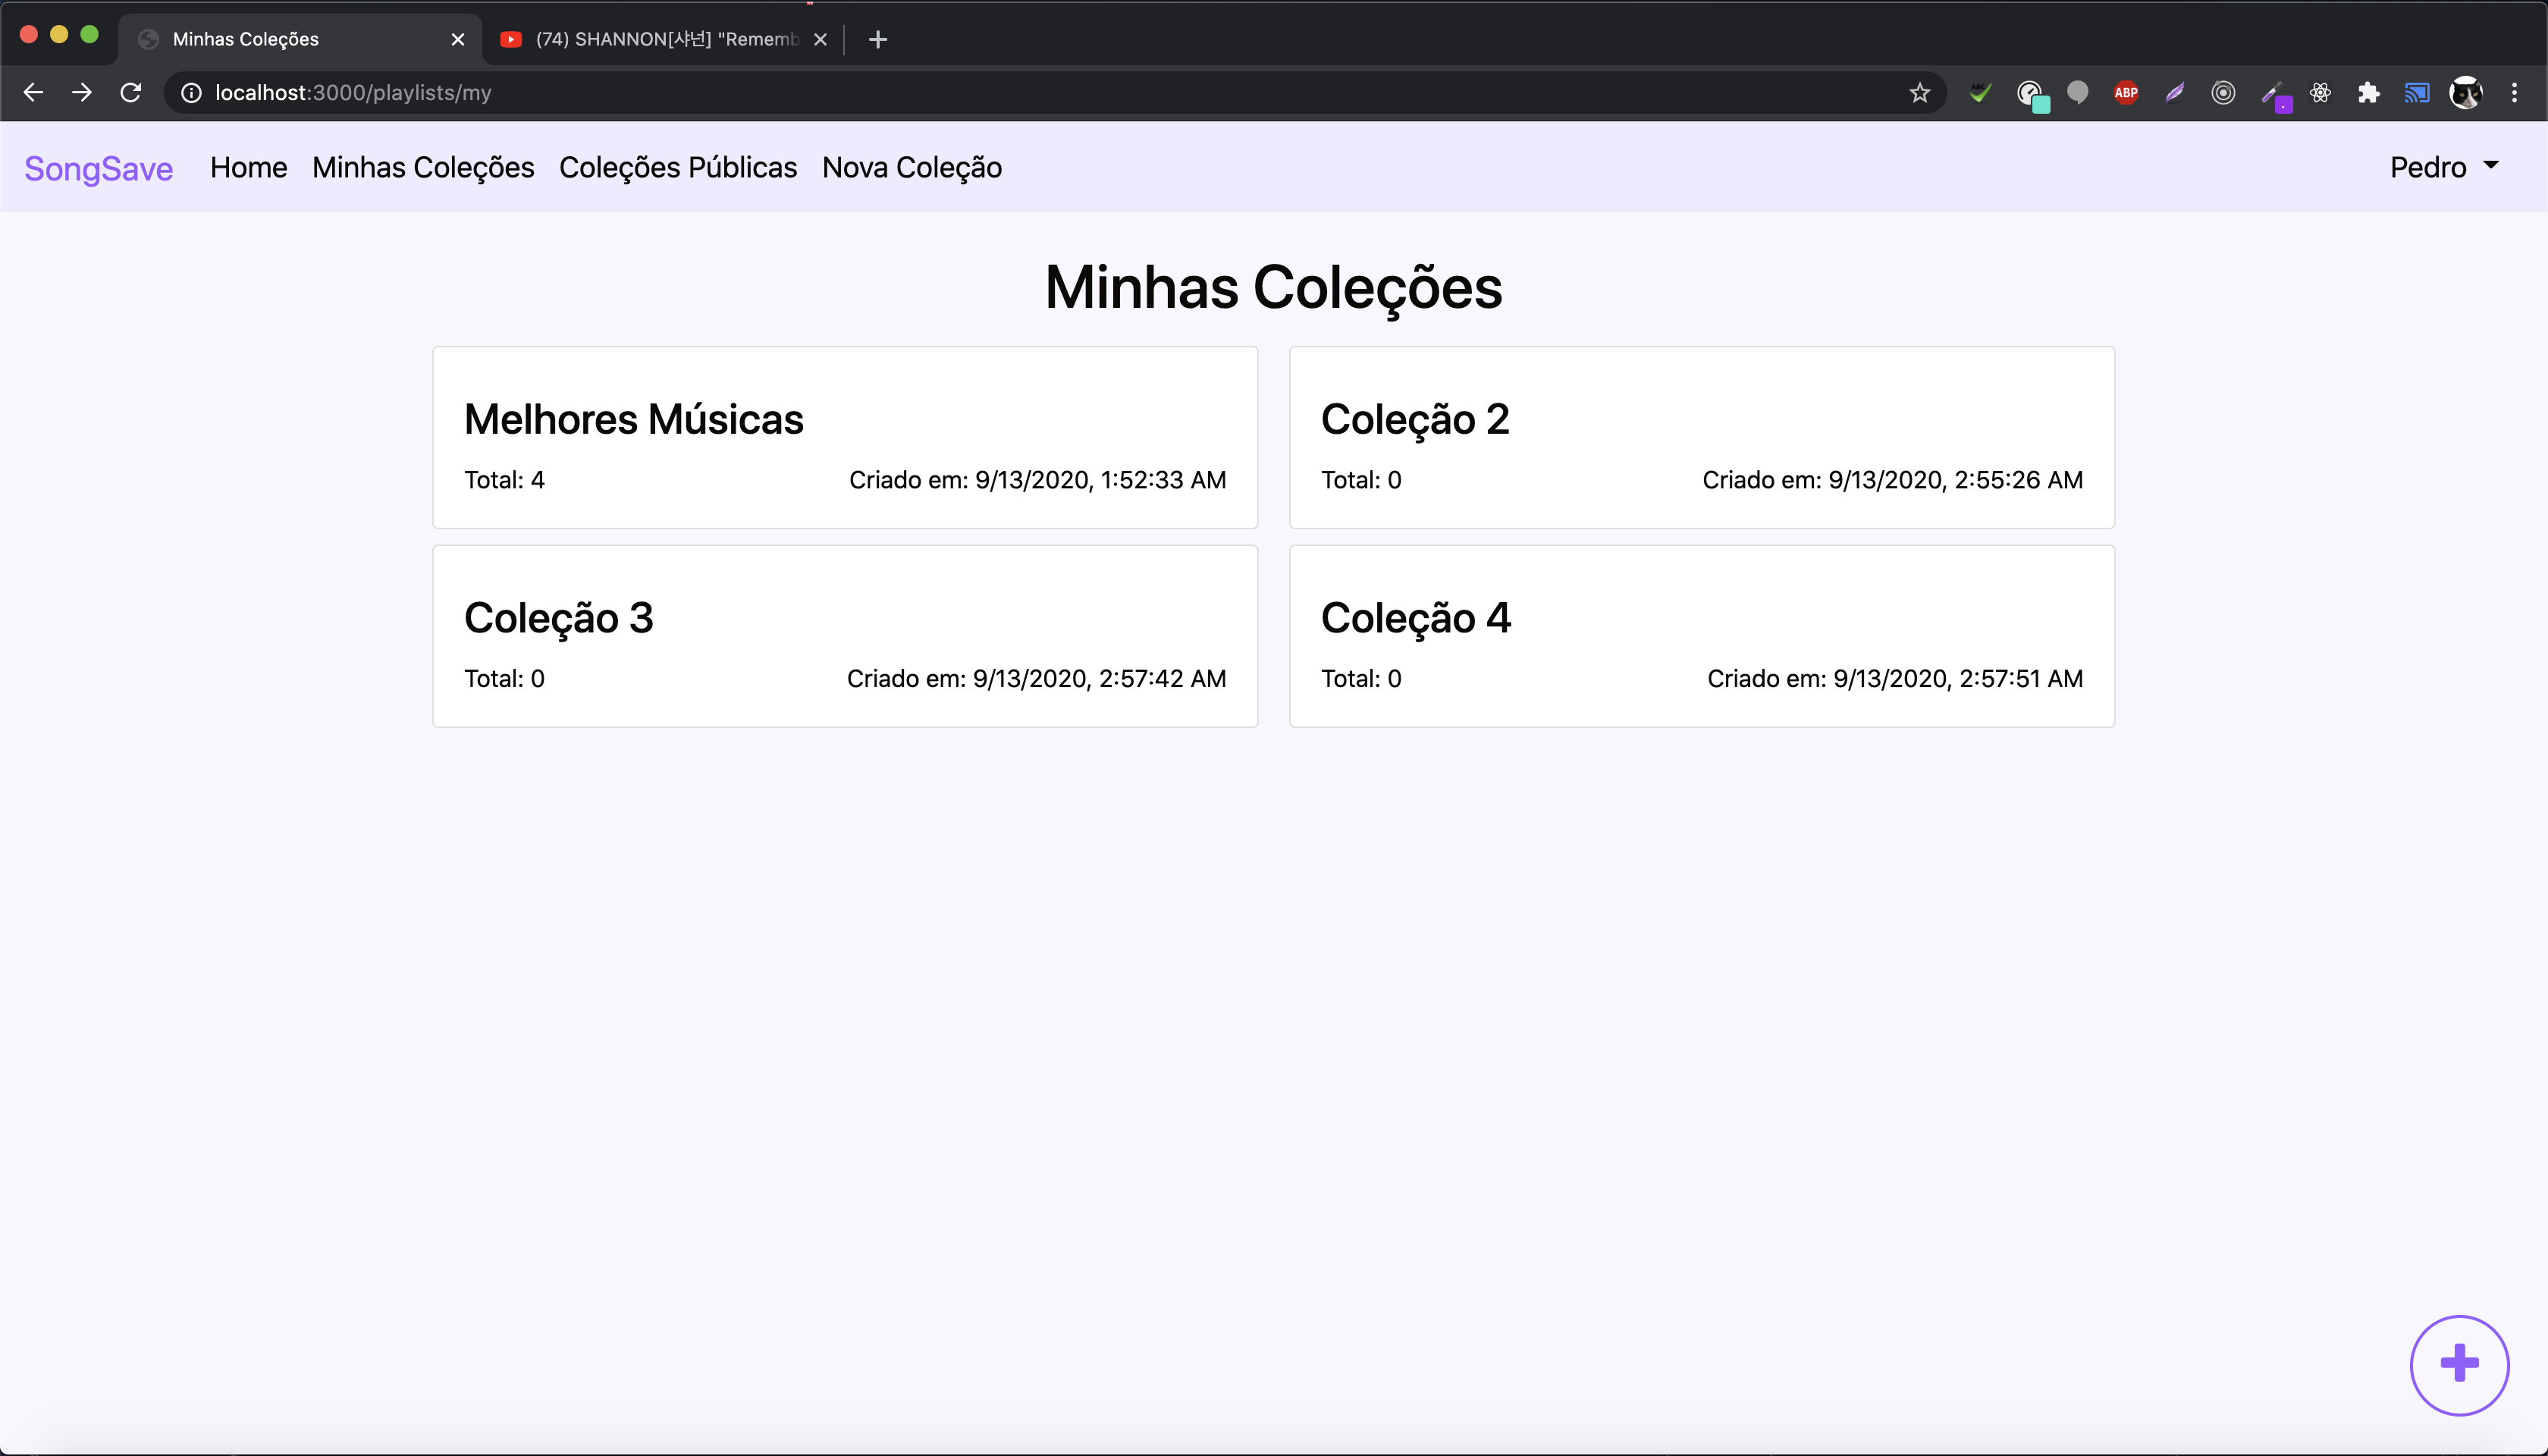 Minhas Coleções
(74) SHANNON[샤넌] "Rememb
localhost:3000/playlists/my
ABP
SongSave Home Minhas Coleções Coleções Públicas Nova Coleção Pedro
Minhas Coleções
Melhores Músicas
Total: 4 Criado em: 9/13/2020, 1:52:33 AM
Coleção 2
Total: 0 Criado em: 9/13/2020, 2:55:26 AM
Coleção 3
Total: 0 Criado em: 9/13/2020, 2:57:42 AM
Coleção 4
Total: 0 Criado em: 9/13/2020, 2:57:51 AM